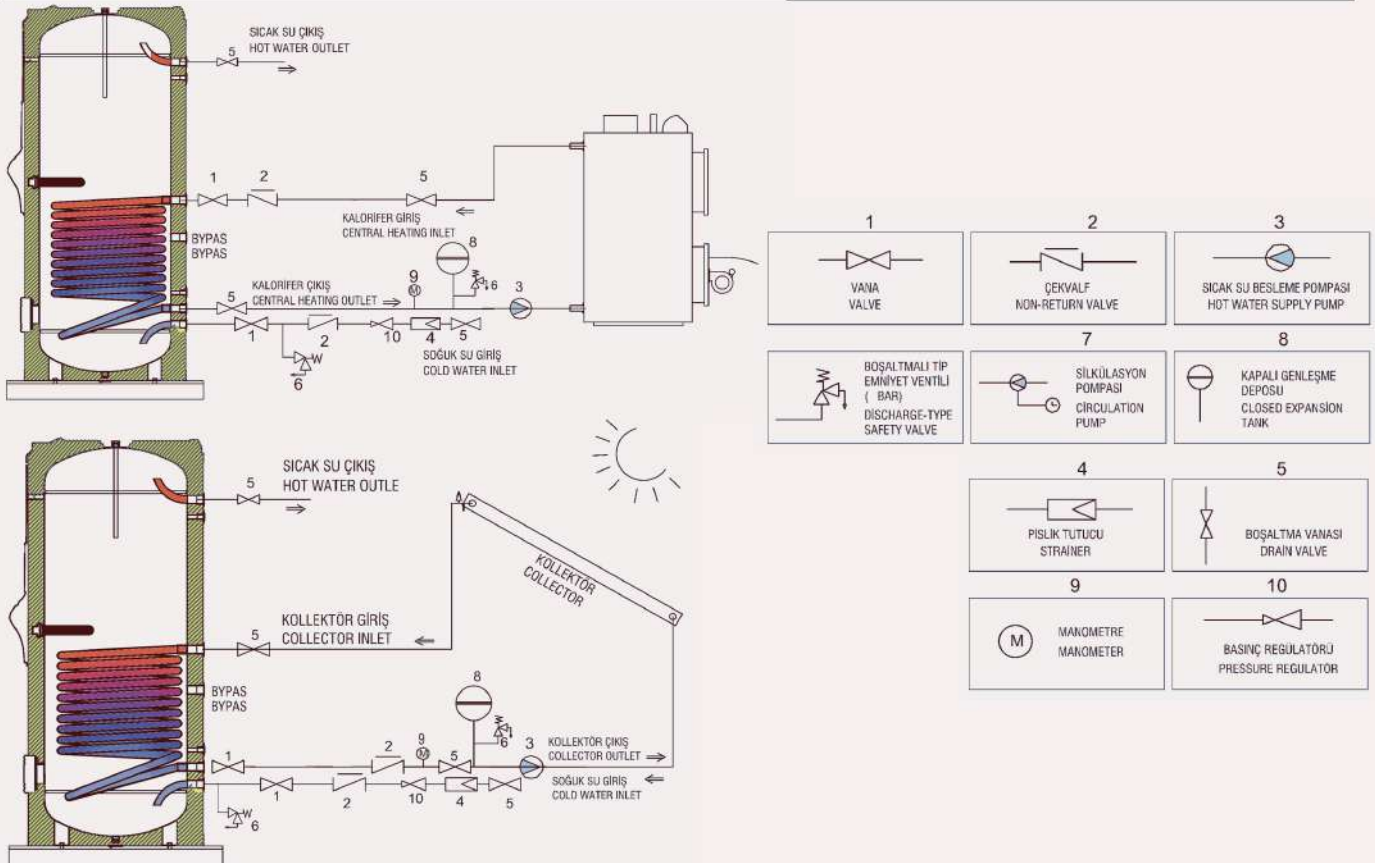 SICAK SU ÇIKIŞ
HOT WATER OUTLET
5
1
2
5
KALORİFER GİRİŞ
CENTRAL HEATING INLET
BYPAS
BYPAS
8
KALORİFER ÇIKIŞ
CENTRAL HEATING OUTLET
5
9
M
6
3
1
2
10
4
5
6
SOĞUK SU GİRİŞ
COLD WATER INLET
SICAK SU ÇIKIŞ
HOT WATER OUTLE
5
KOLLEKTÖR
COLLECTOR
KOLLEKTÖR GİRİŞ
COLLECTOR INLET
5
BYPAS
BYPAS
8
1
2
9
M
5
6
3
KOLLEKTÖR ÇIKIŞ
COLLECTOR OUTLET
SOĞUK SU GİRİŞ
COLD WATER INLET
1
2
10
4
5
6
1
VANA
VALVE
2
ÇEKVALF
NON-RETURN VALVE
3
SICAK SU BESLEME POMPASI
HOT WATER SUPPLY PUMP
BOŞALTMALI TİP
EMNİYET VENTİLİ
( BAR)
DISCHARGE-TYPE
SAFETY VALVE
7
SİLKÜLASYON
POMPASI
CİRCULATION
PUMP
8
KAPALI GENLEŞME
DEPOSU
CLOSED EXPANSION
TANK
4
PİSLİK TUTUCU
STRAINER
5
BOŞALTMA VANASI
DRAIN VALVE
9
M
MANOMETRE
MANOMETER
10
BASINÇ REGÜLATÖRÜ
PRESSURE REGULATOR